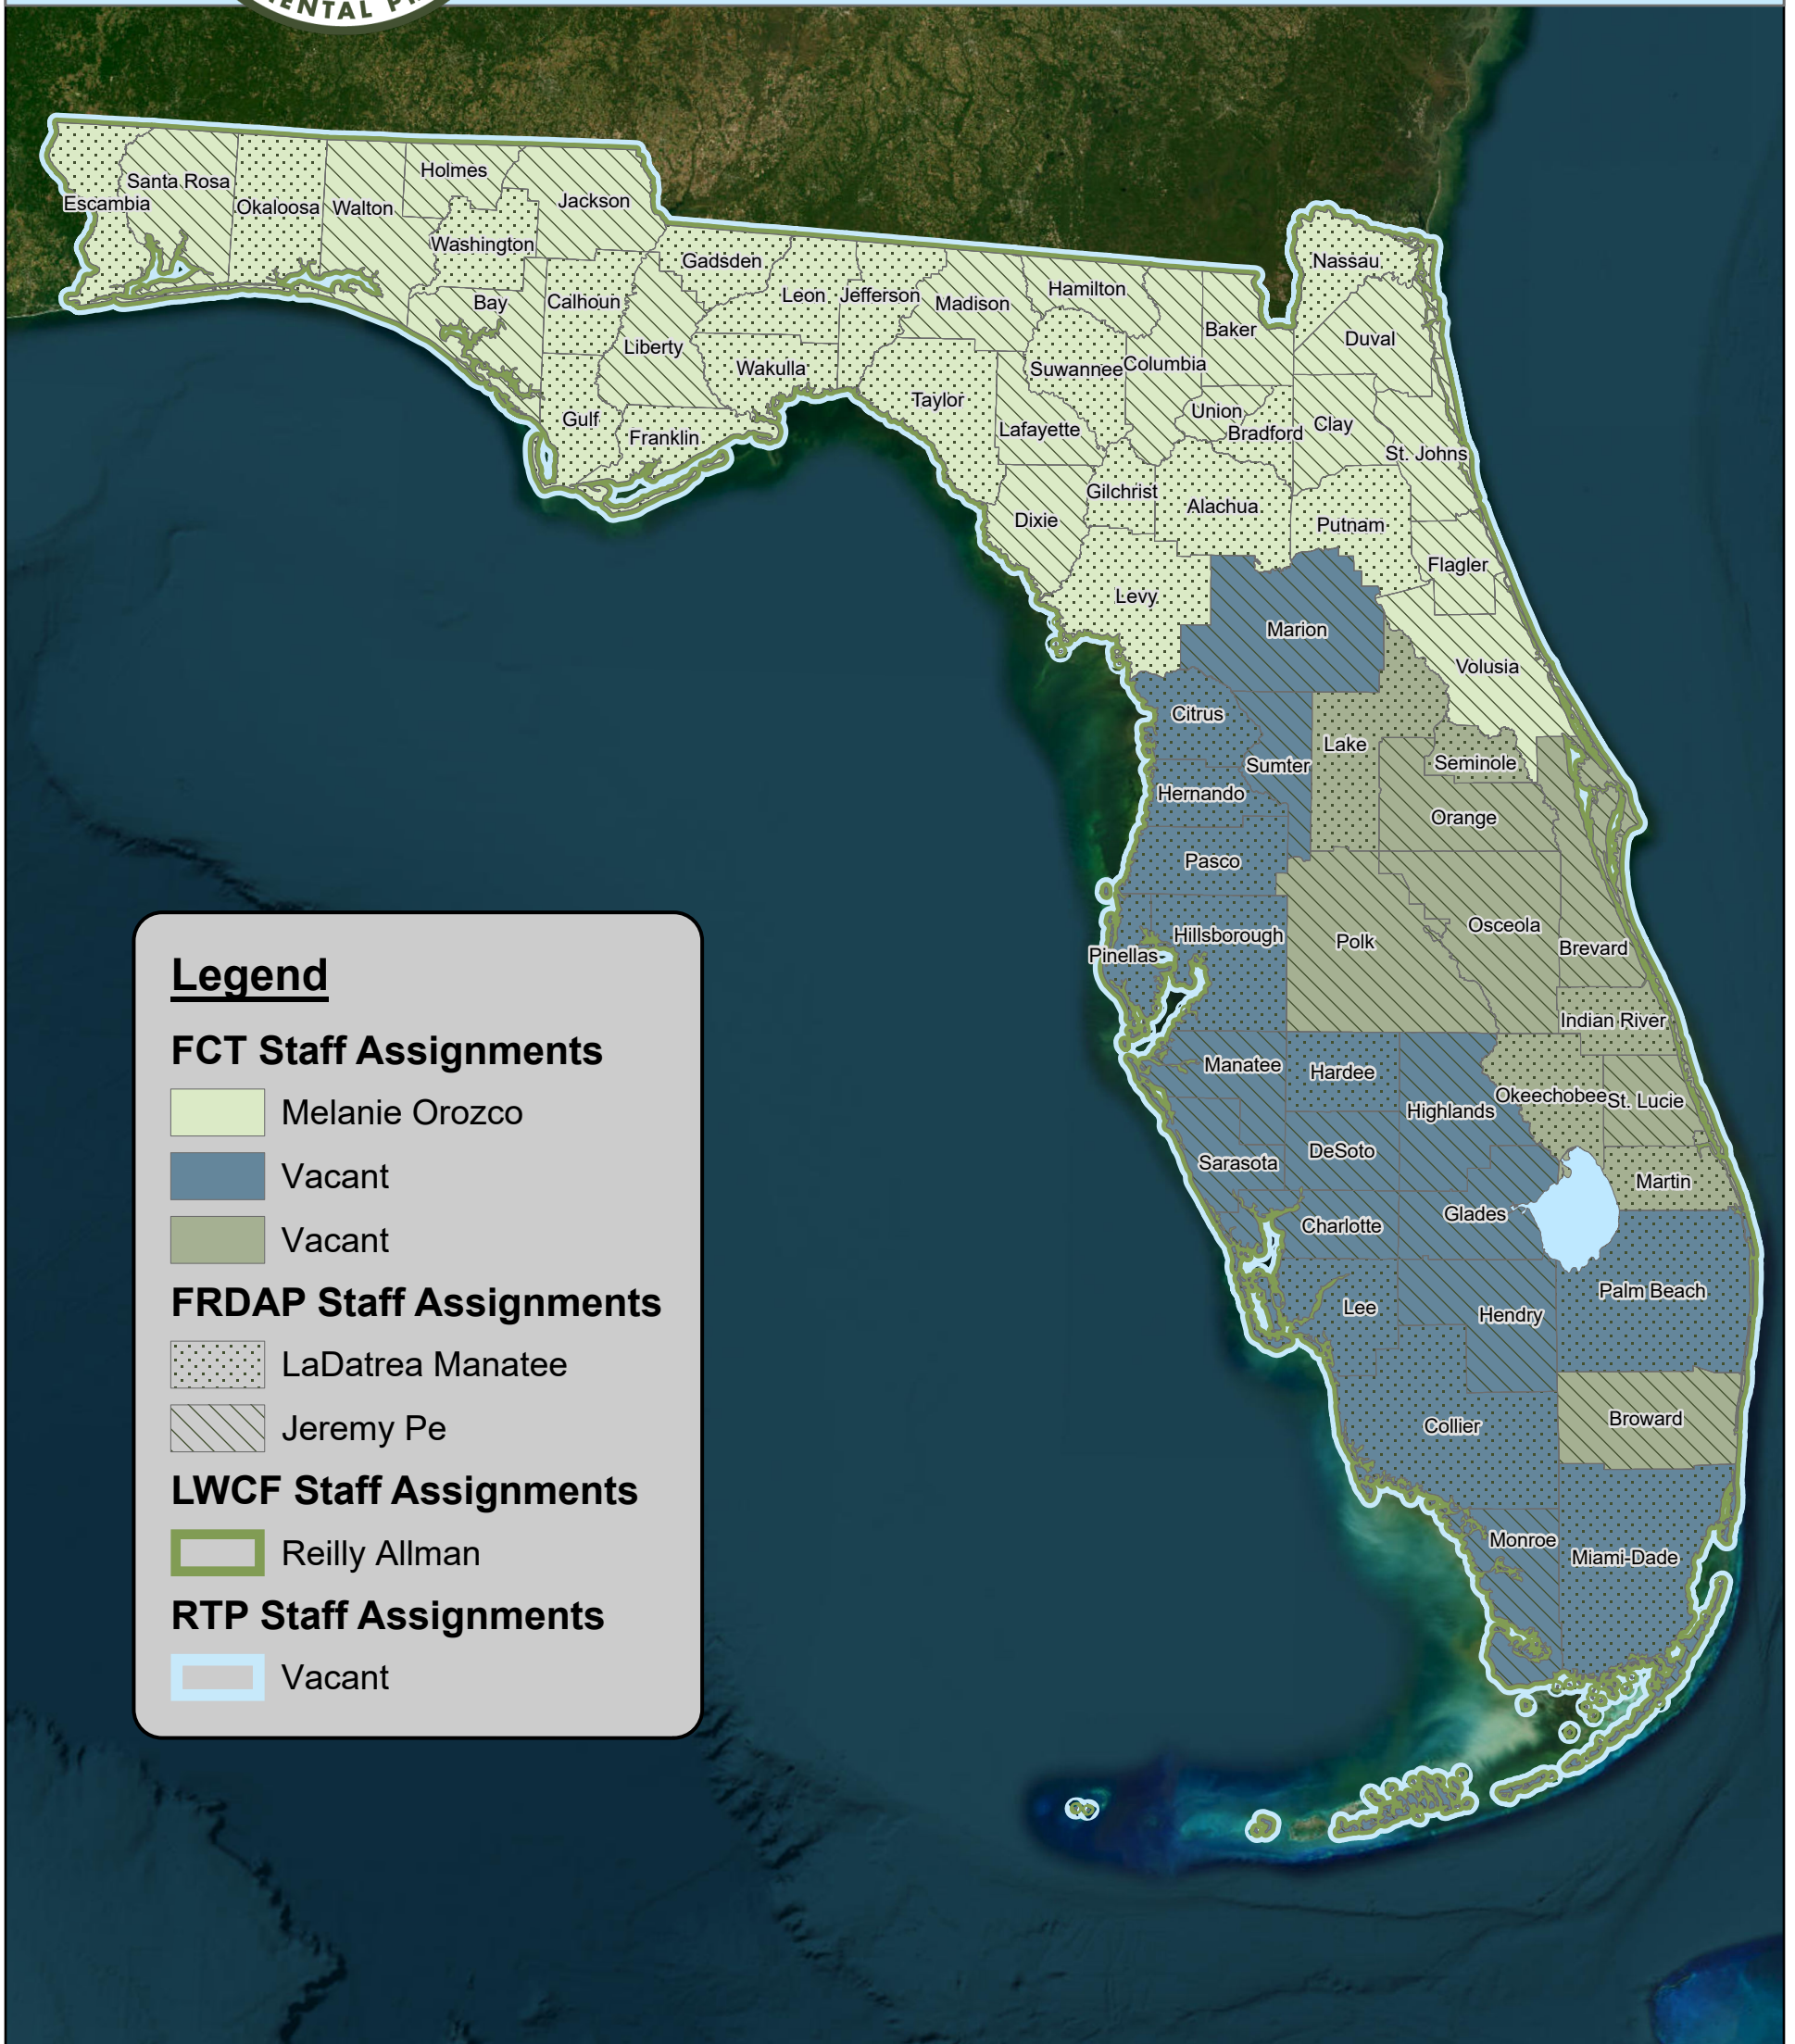 ENTAL PR
Escambia
Santa Rosa
Okaloosa
Walton
Holmes
Washington
Jackson
Bay
Calhoun
Gulf
Liberty
Franklin
Gadsden
Leon
Wakulla
Jefferson
Madison
Taylor
Hamilton
Suwannee
Lafayette
Dixie
Columbia
Baker
Union
Bradford
Gilchrist
Alachua
Levy
Nassau
Duval
Clay
St. Johns
Putnam
Flagler
Marion
Volusia
Citrus
Sumter
Lake
Seminole
Hernando
Orange
Pasco
Hillsborough
Pinellas
Polk
Osceola
Brevard
Indian River
Manatee
Hardee
Highlands
Okeechobee
St. Lucie
Sarasota
DeSoto
Martin
Charlotte
Glades
Lee
Hendry
Palm Beach
Collier
Broward
Monroe
Miami-Dade
Legend
FCT Staff Assignments
Melanie Orozco
Vacant
Vacant
FRDAP Staff Assignments
LaDatrea Manatee
Jeremy Pe
LWCF Staff Assignments
Reilly Allman
RTP Staff Assignments
Vacant